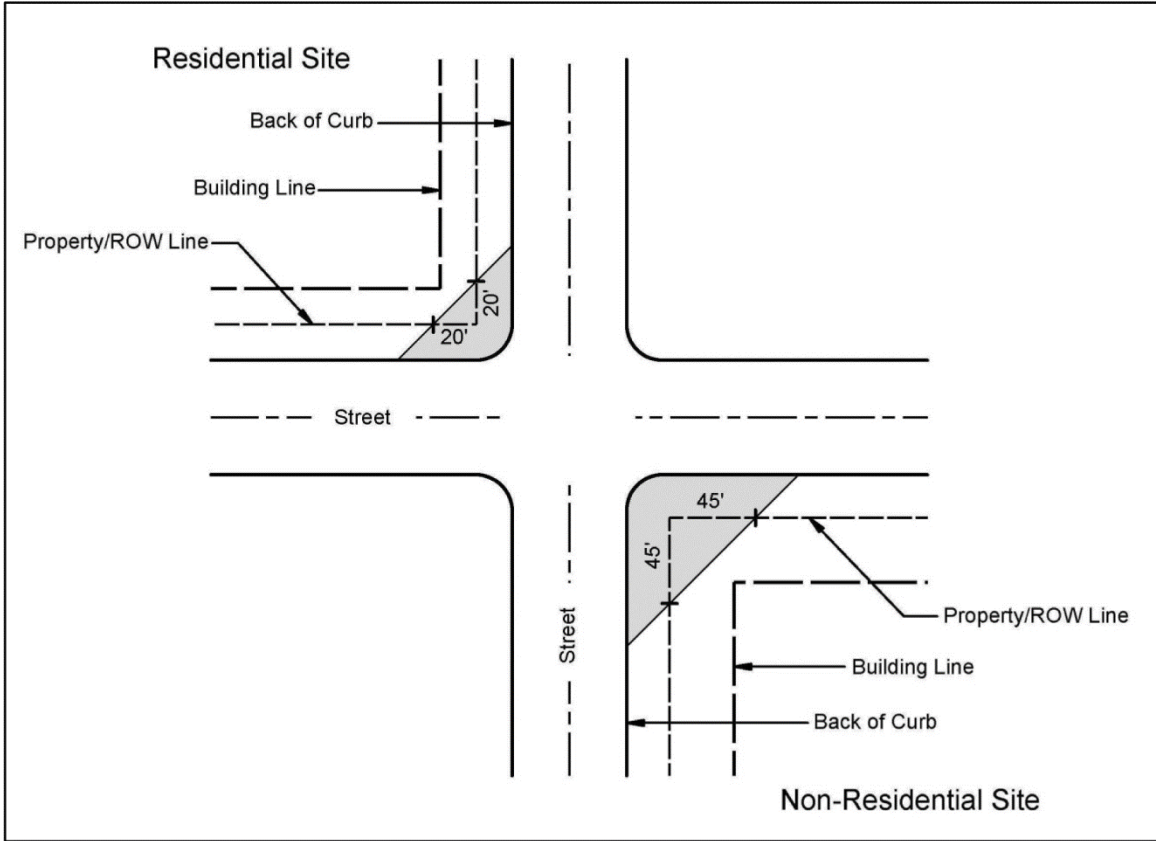 Residential Site
Back of Curb
Building Line
Property/ROW Line
20'
20'
Street
45'
45'
Street
Property/ROW Line
Building Line
Back of Curb
Non-Residential Site